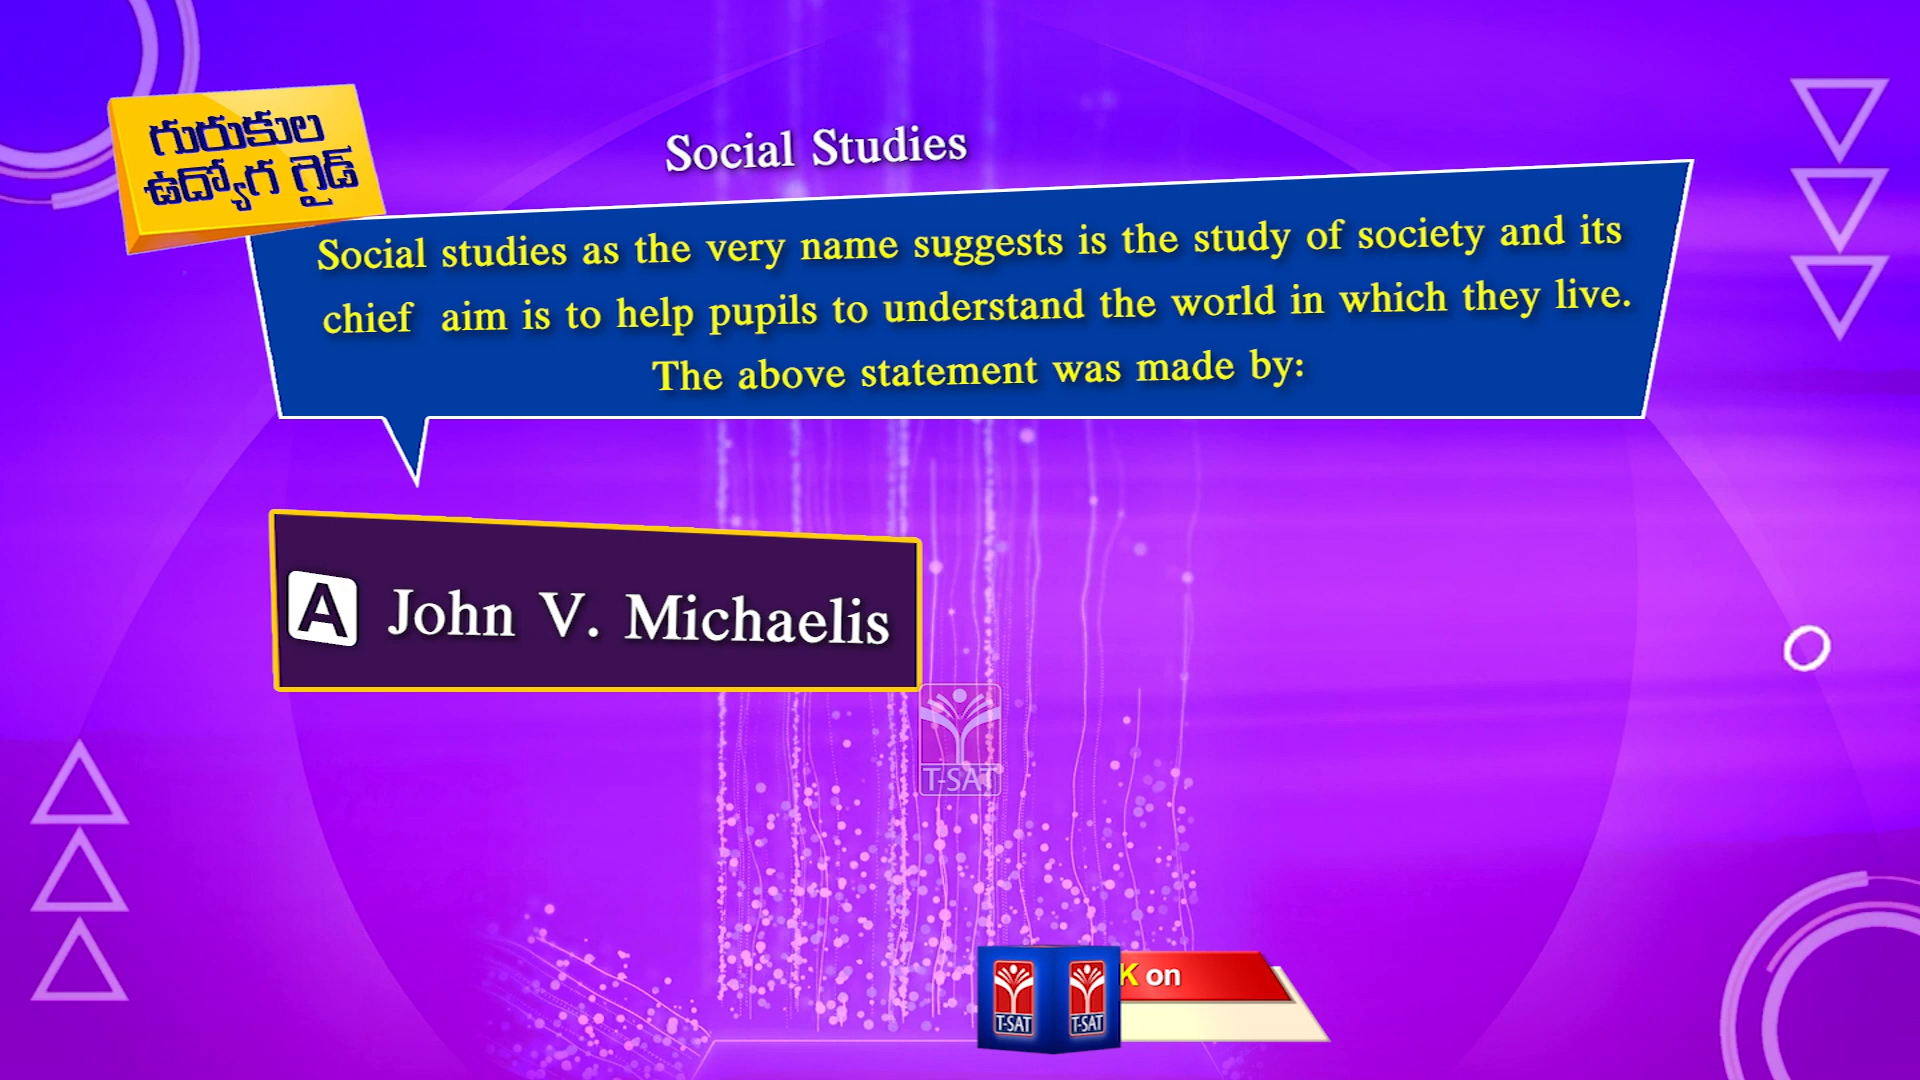 గురుకుల
ఉద్యోగ గైడ్
Social Studies
Social studies as the very name suggests is the study of society and its
chief aim is to help pupils to understand the world in which they live.
The above statement was made by:
A John V. Michaelis
T-SAT
K on
T-SAT T-SAT